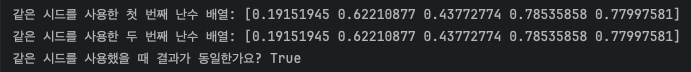 같은 시드를 사용한 첫 번째 난수 배열: [0.19151945 0.62210877 0.43772774 0.78535858 0.77997581]
같은 시드를 사용한 두 번째 난수 배열: [0.19151945 0.62210877 0.43772774 0.78535858 0.77997581]
같은 시드를 사용했을 때 결과가 동일한가요? True